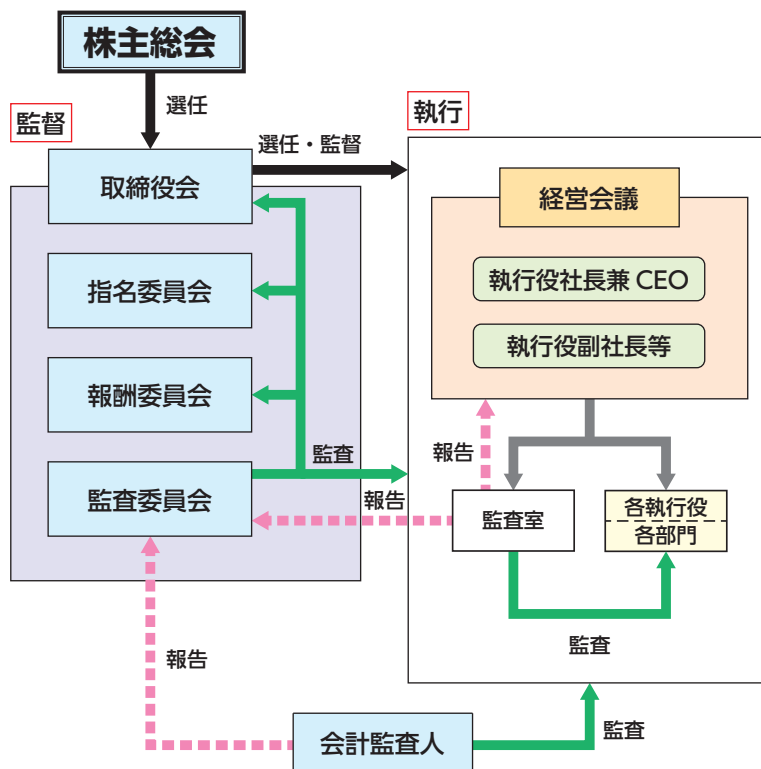 株主総会
選任
監督
執行
選任・監督
取締役会
経営会議
指名委員会
執行役社長兼 CEO
執行役副社長等
報酬委員会
監査
報告
監査委員会
報告
監査室
各執行役
各部門
監査
報告
会計監査人
監査